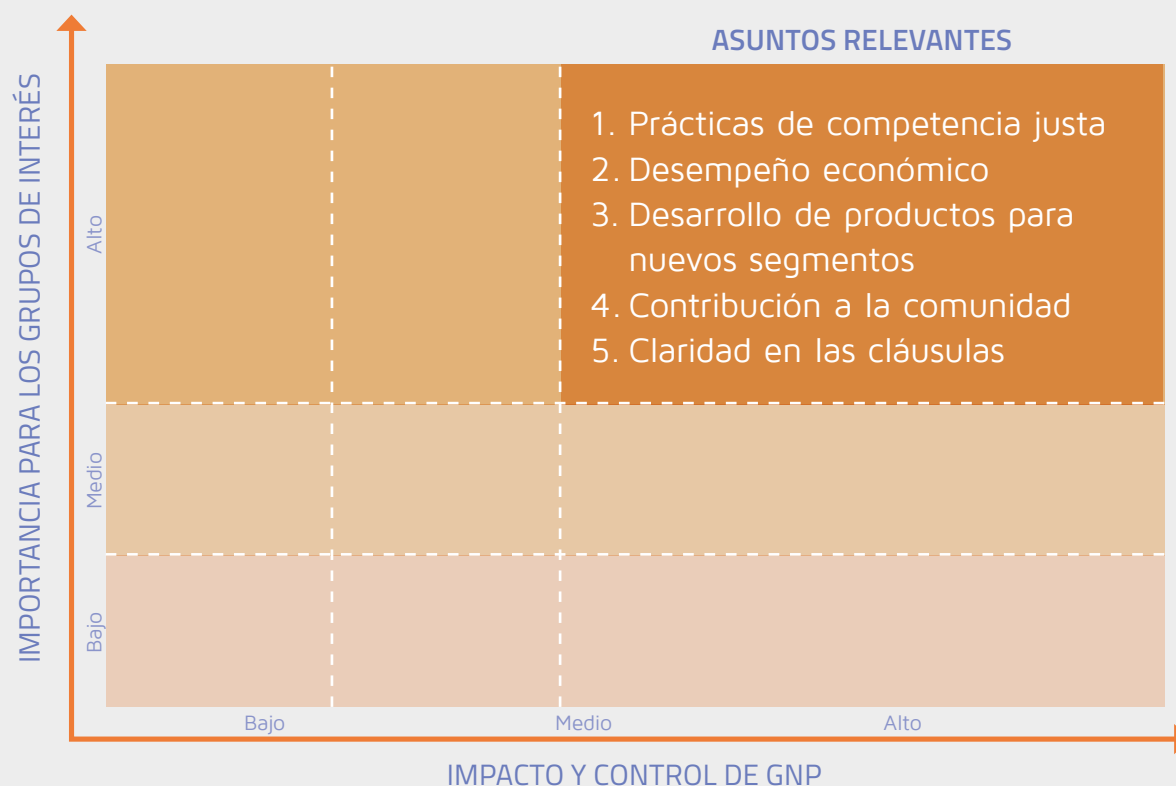 ASUNTOS RELEVANTES
IMPORTANCIA PARA LOS GRUPOS DE INTERÉS
Alto
Medio
Bajo
1. Prácticas de competencia justa
2. Desempeño económico
3. Desarrollo de productos para
nuevos segmentos
4. Contribución a la comunidad
5. Claridad en las cláusulas
Bajo
Medio
Alto
IMPACTO Y CONTROL DE GNP